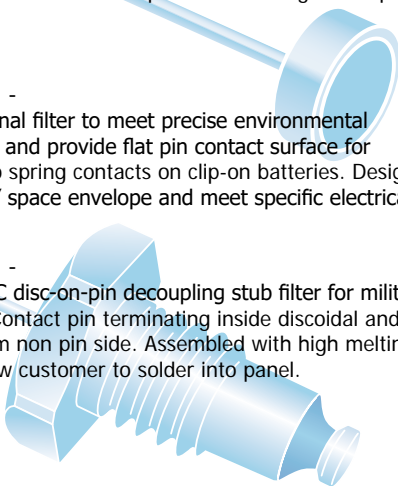 -
nal filter to meet precise environmental
and provide flat pin contact surface for
spring contacts on clip-on batteries. Desig
space envelope and meet specific electrica
-
C disc-on-pin decoupling stub filter for milit
Contact pin terminating inside discoidal and
m non pin side. Assembled with high melting
w customer to solder into panel.